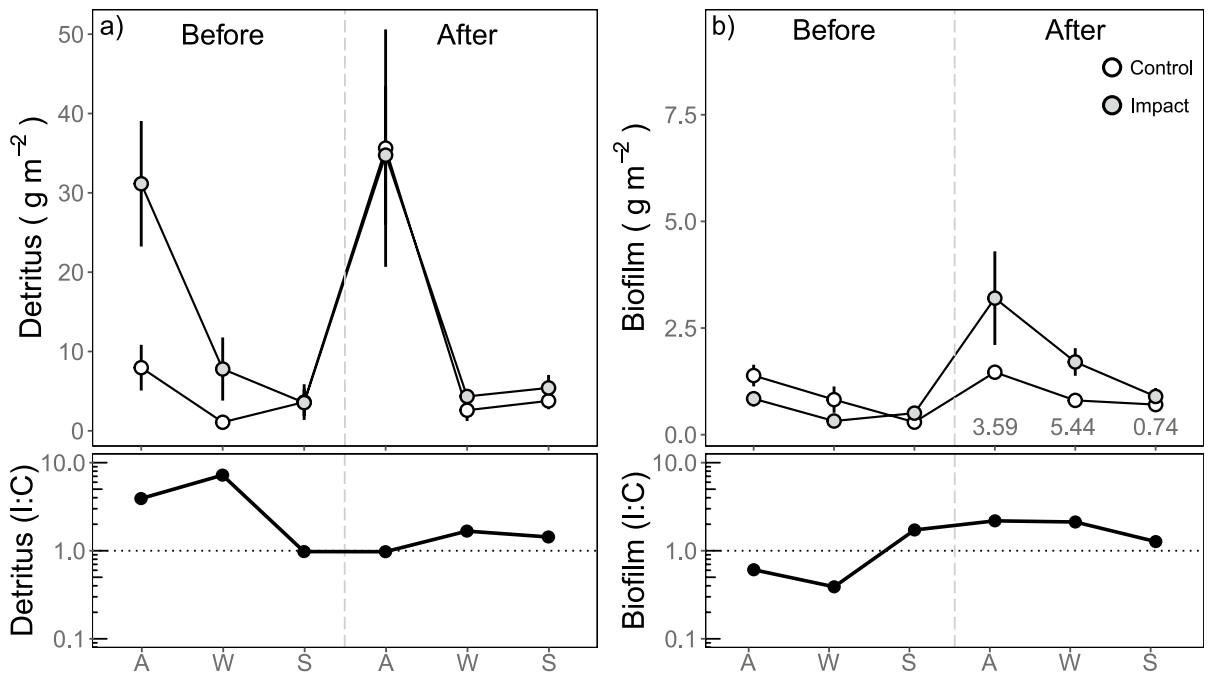 a)
Before
After
Detritus ( g m⁻²)
50
40
30
20
10
0
Detritus (I:C)
10.0
1.0
0.1
A W S A W S
b)
Before
After
Control
Impact
Biofilm ( g m⁻²)
7.5
5.0
2.5
0.0
3.59 5.44 0.74
Biofilm (I:C)
10.0
1.0
0.1
A W S A W S